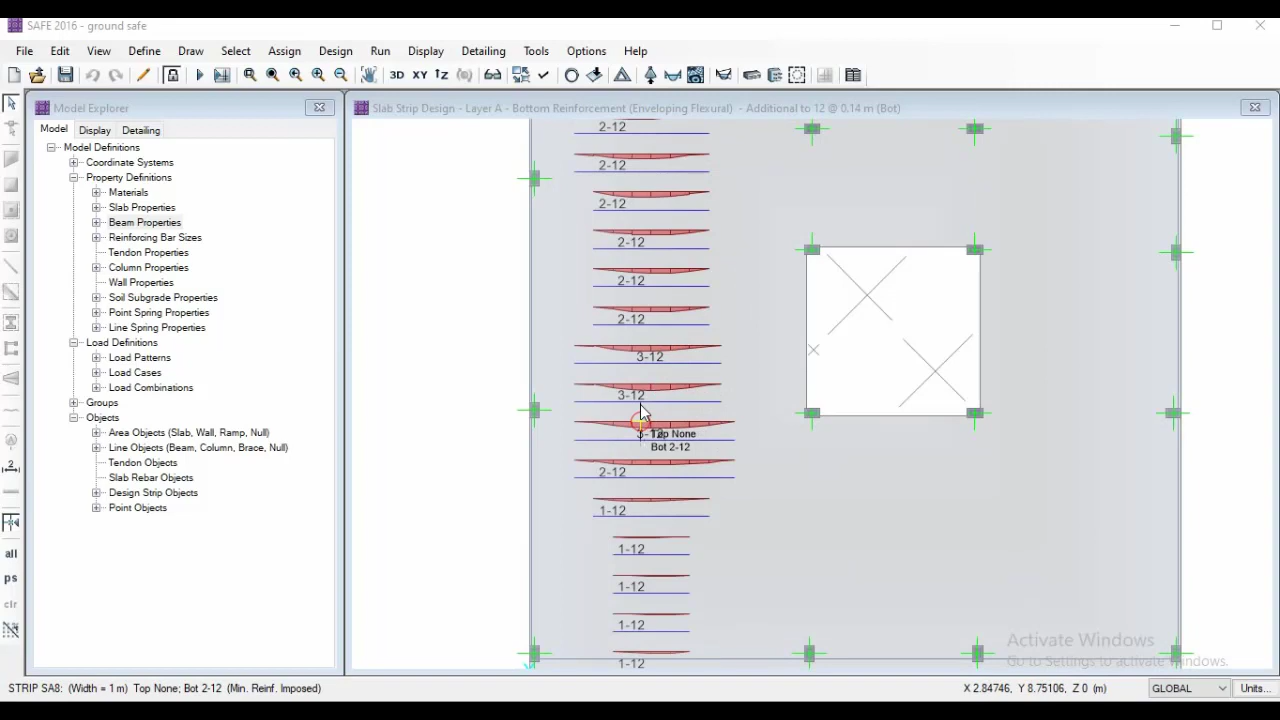 SAFE 2016 - ground safe
File Edit View Define Draw Select Assign Design Run Display Detailing Tools Options Help
3D XY
Model Explorer
Model Display Detailing
Model Definitions
Coordinate Systems
Property Definitions
Materials
Slab Properties
Beam Properties
Reinforcing Bar Sizes
Tendon Properties
Column Properties
Wall Properties
Soil Subgrade Properties
Point Spring Properties
Line Spring Properties
Load Definitions
Load Patterns
Load Cases
Load Combinations
Groups
Objects
Area Objects (Slab, Wall, Ramp, Null)
Line Objects (Beam, Column, Brace, Null)
Tendon Objects
Slab Rebar Objects
Design Strip Objects
Point Objects
2
all
ps
clr
Slab Strip Design - Layer A - Bottom Reinforcement (Enveloping Flexural) - Additional to 12 @ 0.14 m (Bot)
2-12
2-12
2-12
2-12
2-12
2-12
3-12
3-12
Top None
Bot 2-12
2-12
1-12
1-12
1-12
1-12
1-12
Activate Windows
Go to Settings to activate Windows.
STRIP SA8: (Width = 1 m) Top None; Bot 2-12 (Min. Reinf. Imposed)
X 2.84746, Y 8.75106, Z 0 (m)
GLOBAL
Units...